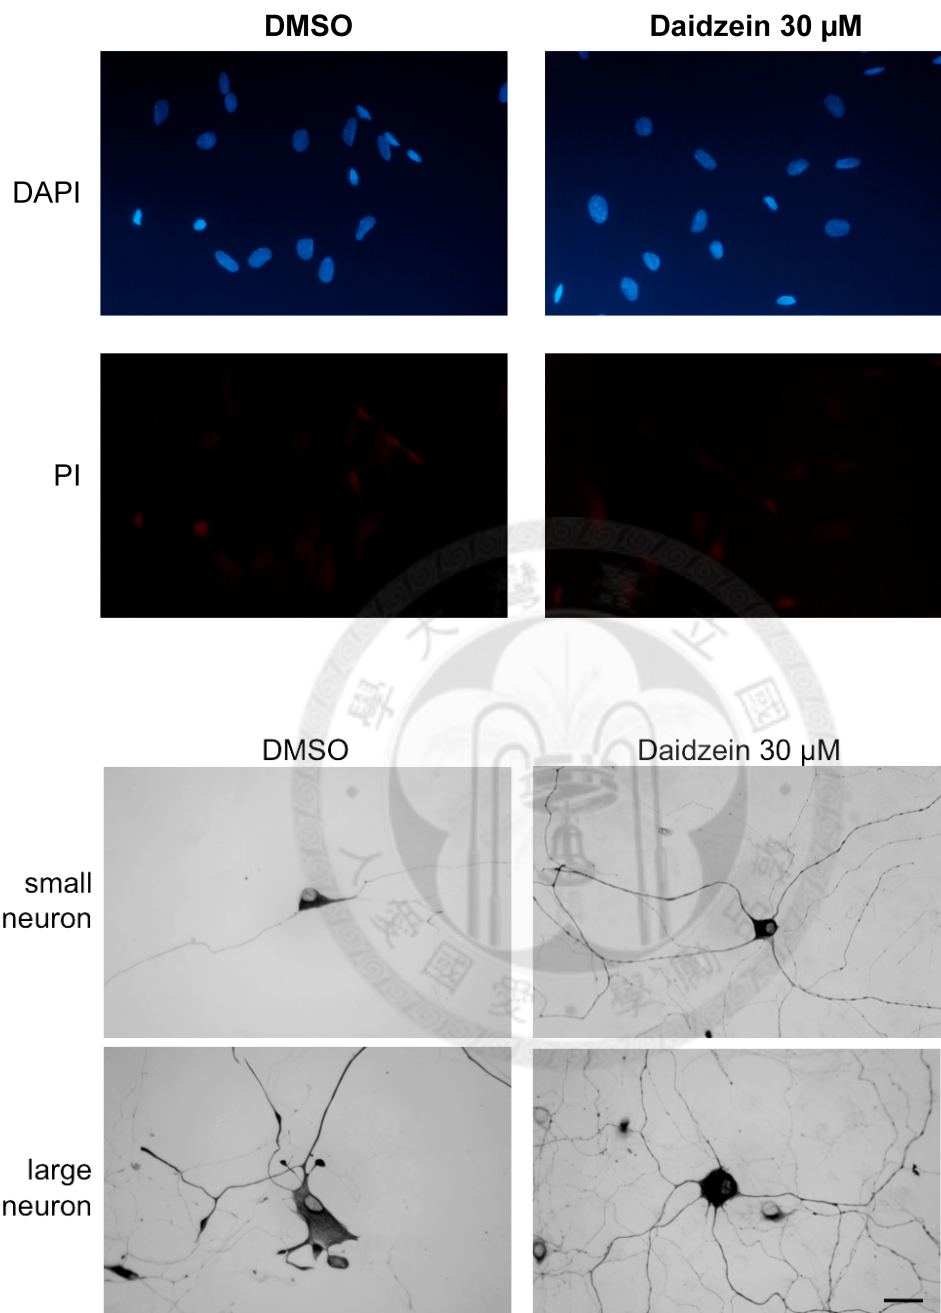 DMSO
Daidzein 30 µM
DAPI
PI
DMSO
Daidzein 30 µM
small
neuron
large
neuron